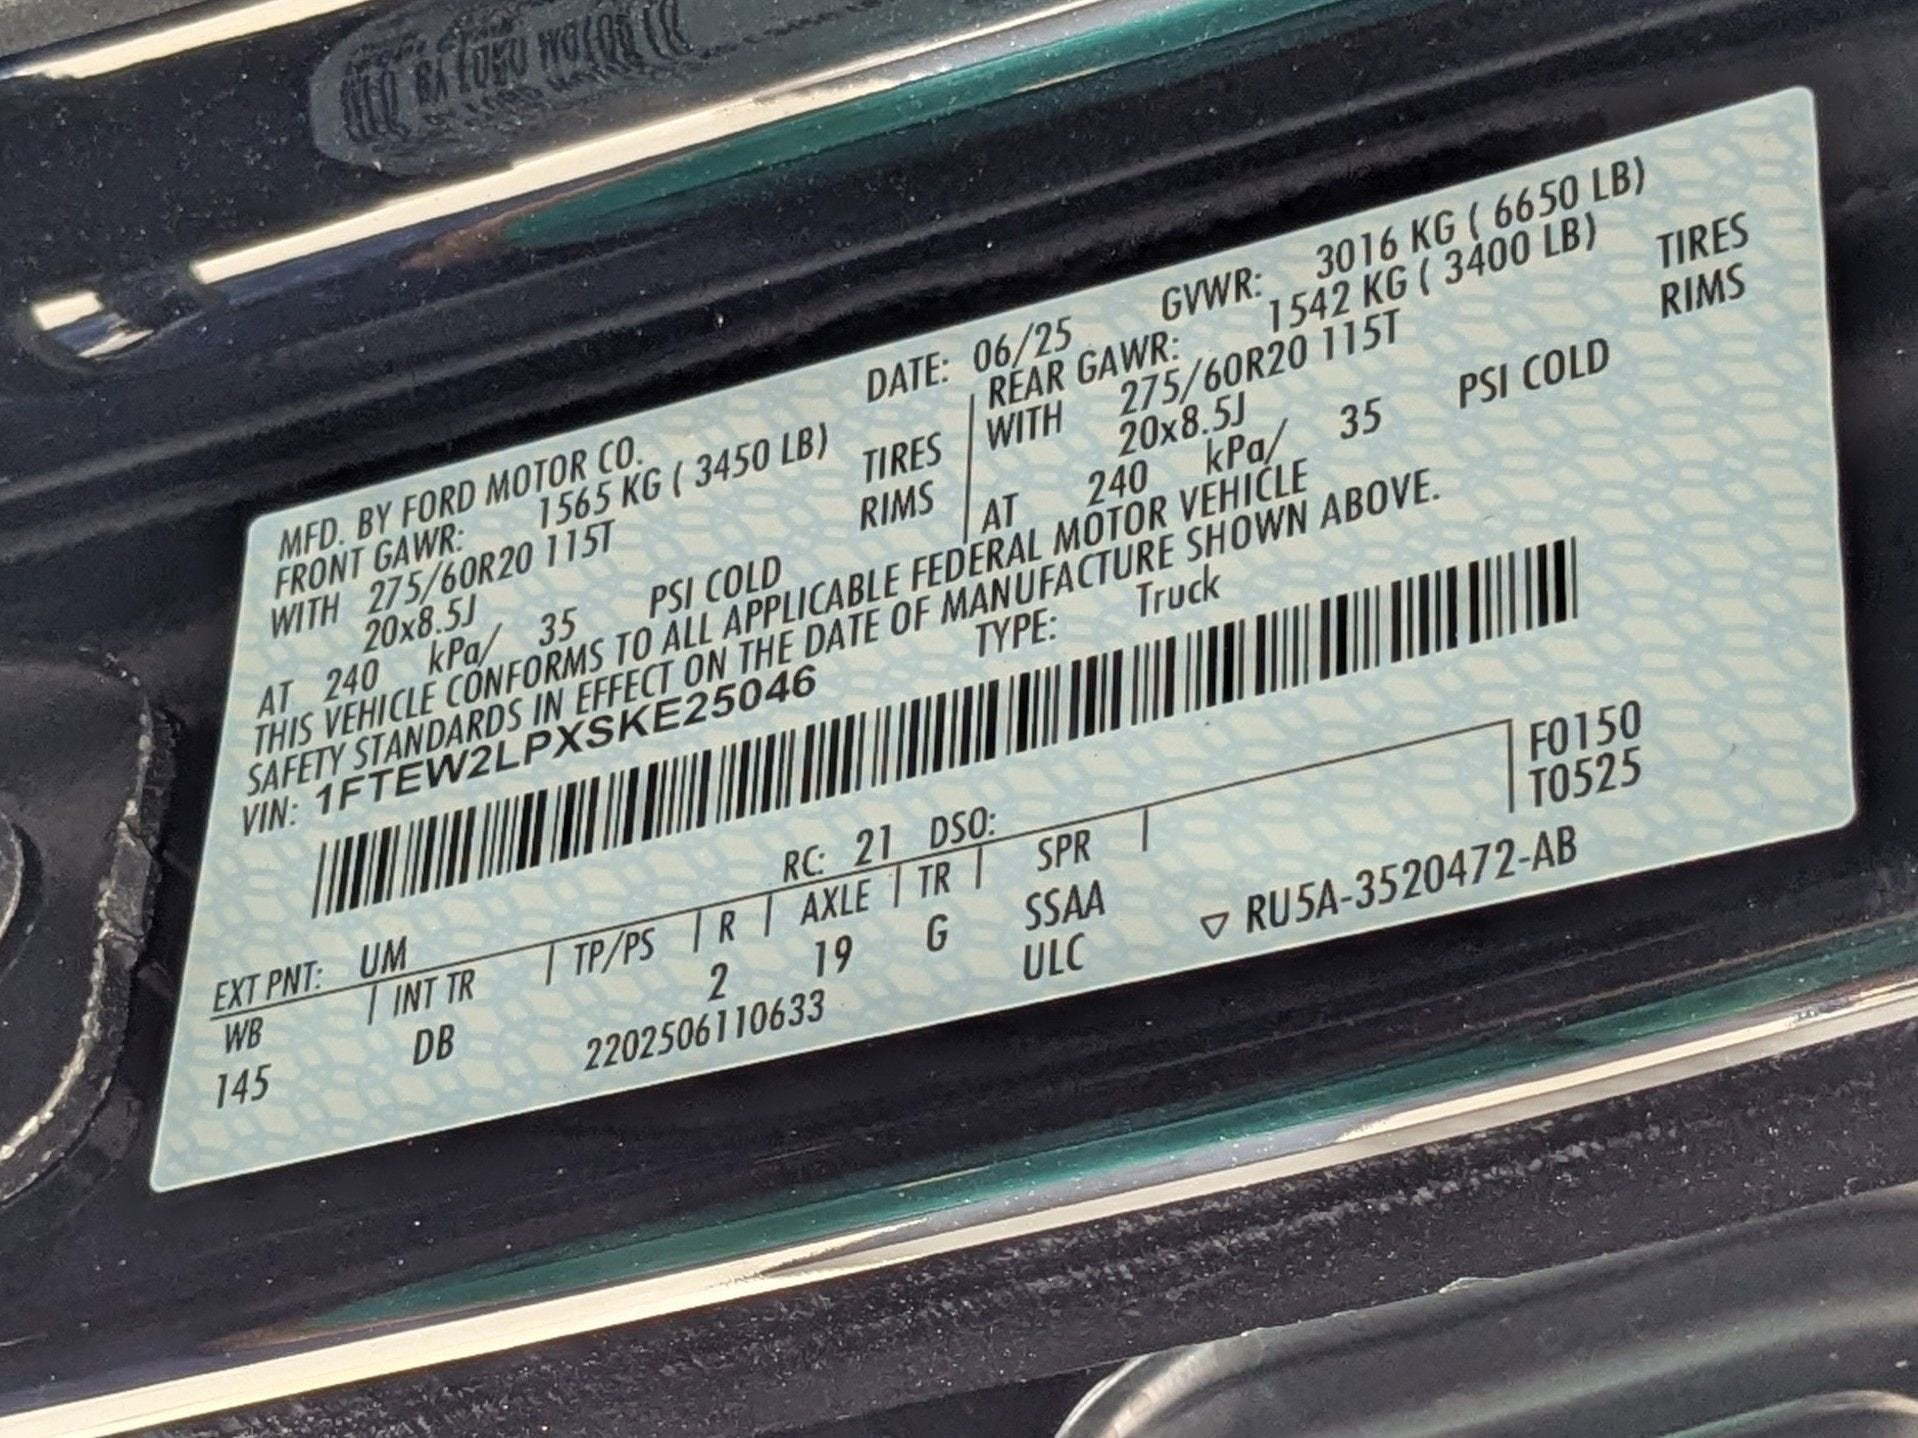 MFD. BY FORD MOTOR CO. DATE: 06/25 GVWR: 3016 KG ( 6650 LB)
FRONT GAWR: 1565 KG ( 3450 LB) REAR GAWR: 1542 KG ( 3400 LB)
WITH 275/60R20 115T TIRES WITH 275/60R20 115T TIRES
20x8.5J RIMS 20x8.5J RIMS
AT 240 kPa/ 35 PSI COLD AT 240 kPa/ 35 PSI COLD
THIS VEHICLE CONFORMS TO ALL APPLICABLE FEDERAL MOTOR VEHICLE
SAFETY STANDARDS IN EFFECT ON THE DATE OF MANUFACTURE SHOWN ABOVE.
VIN: 1FTEW2LPXSKE25046 TYPE: Truck
F0150
T0525
EXT PNT: UM RC: 21 DSO:
WB INT TR TP/PS R AXLE TR SPR
145 DB 2 19 G SSAA
2202506110633 ULC ▽ RU5A-3520472-AB